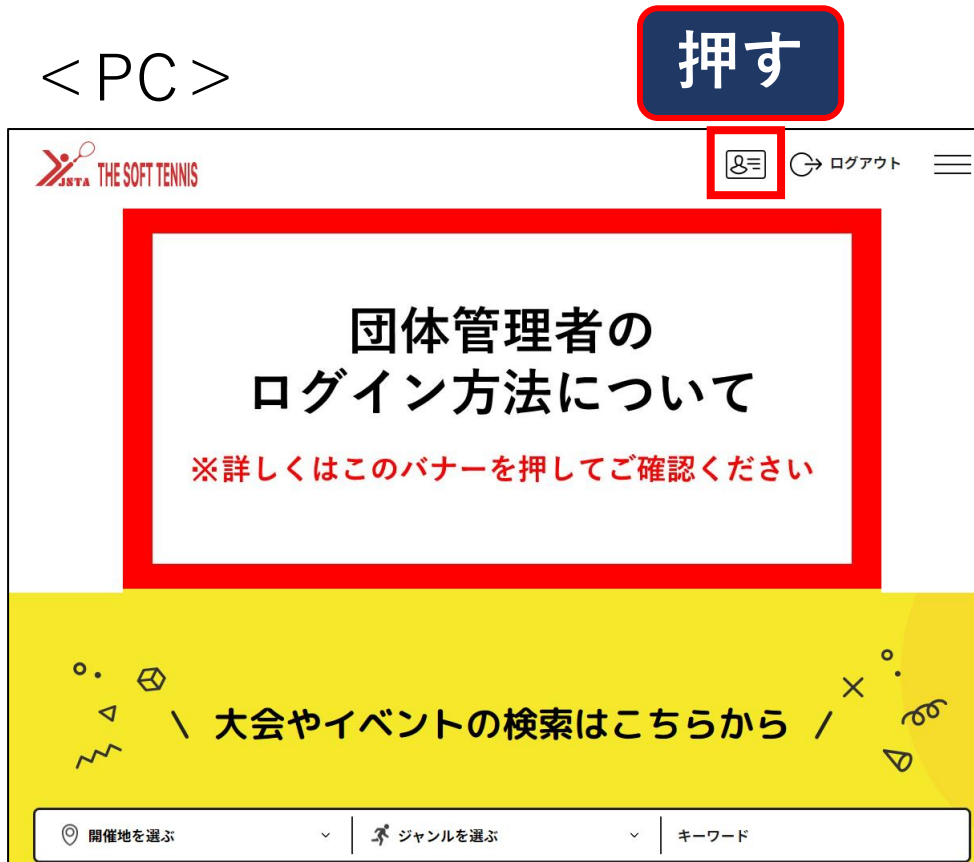 <PC>
押す
JSTA THE SOFT TENNIS
ログアウト
団体管理者の
ログイン方法について
※詳しくはこのバナーを押してご確認ください
\ 大会やイベントの検索はこちらから /
開催地を選ぶ
ジャンルを選ぶ
キーワード